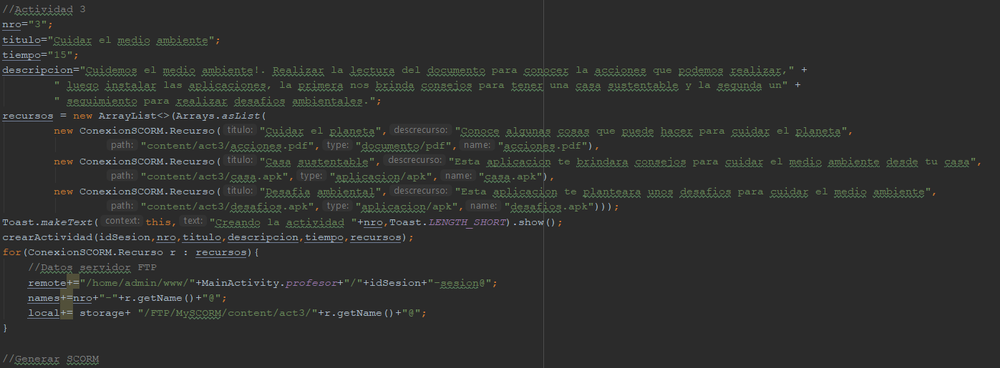 //Actividad 3
nro="3";
titulo="Cuidar el medio ambiente";
tiempo="15";
descripcion="Cuidemos el medio ambiente!. Realizar la lectura del documento para conocer la acciones que podemos realizar," +
" luego instalar las aplicaciones, la primera nos brinda consejos para tener una casa sustentable y la segunda un" +
" seguimiento para realizar desafios ambientales.";
recursos = new ArrayList<>(Arrays.asList(
new ConexionSCORM.Recurso( titulo: "Cuidar el planeta", descrecurso: "Conoce algunas cosas que puede hacer para cuidar el planeta",
path: "content/act3/acciones.pdf", type: "documento/pdf", name: "acciones.pdf"),
new ConexionSCORM.Recurso( titulo: "Casa sustentable", descrecurso: "Esta aplicacion te brindara consejos para cuidar el medio ambiente desde tu casa",
path: "content/act3/casa.apk", type: "aplicacion/apk", name: "casa.apk"),
new ConexionSCORM.Recurso( titulo: "Desafia ambiental", descrecurso: "Esta aplicacion te planteara unos desafios para cuidar el medio ambiente",
path: "content/act3/desafios.apk", type: "aplicacion/apk", name: "desafios.apk")));
Toast.makeText( context: this, text: "Creando la actividad "+nro,Toast.LENGTH_SHORT).show();
crearActividad(idSesion,nro,titulo,descripcion,tiempo,recursos);
for(ConexionSCORM.Recurso r : recursos){
//Datos servidor FTP
remote+="/home/admin/www/"+MainActivity.profesor+"/"+idSesion+"-sesion@";
names+=nro+"-"+r.getName()+"@";
local+= storage+ "/FTP/MySCORM/content/act3/"+r.getName()+"@";
}
//Generar SCORM